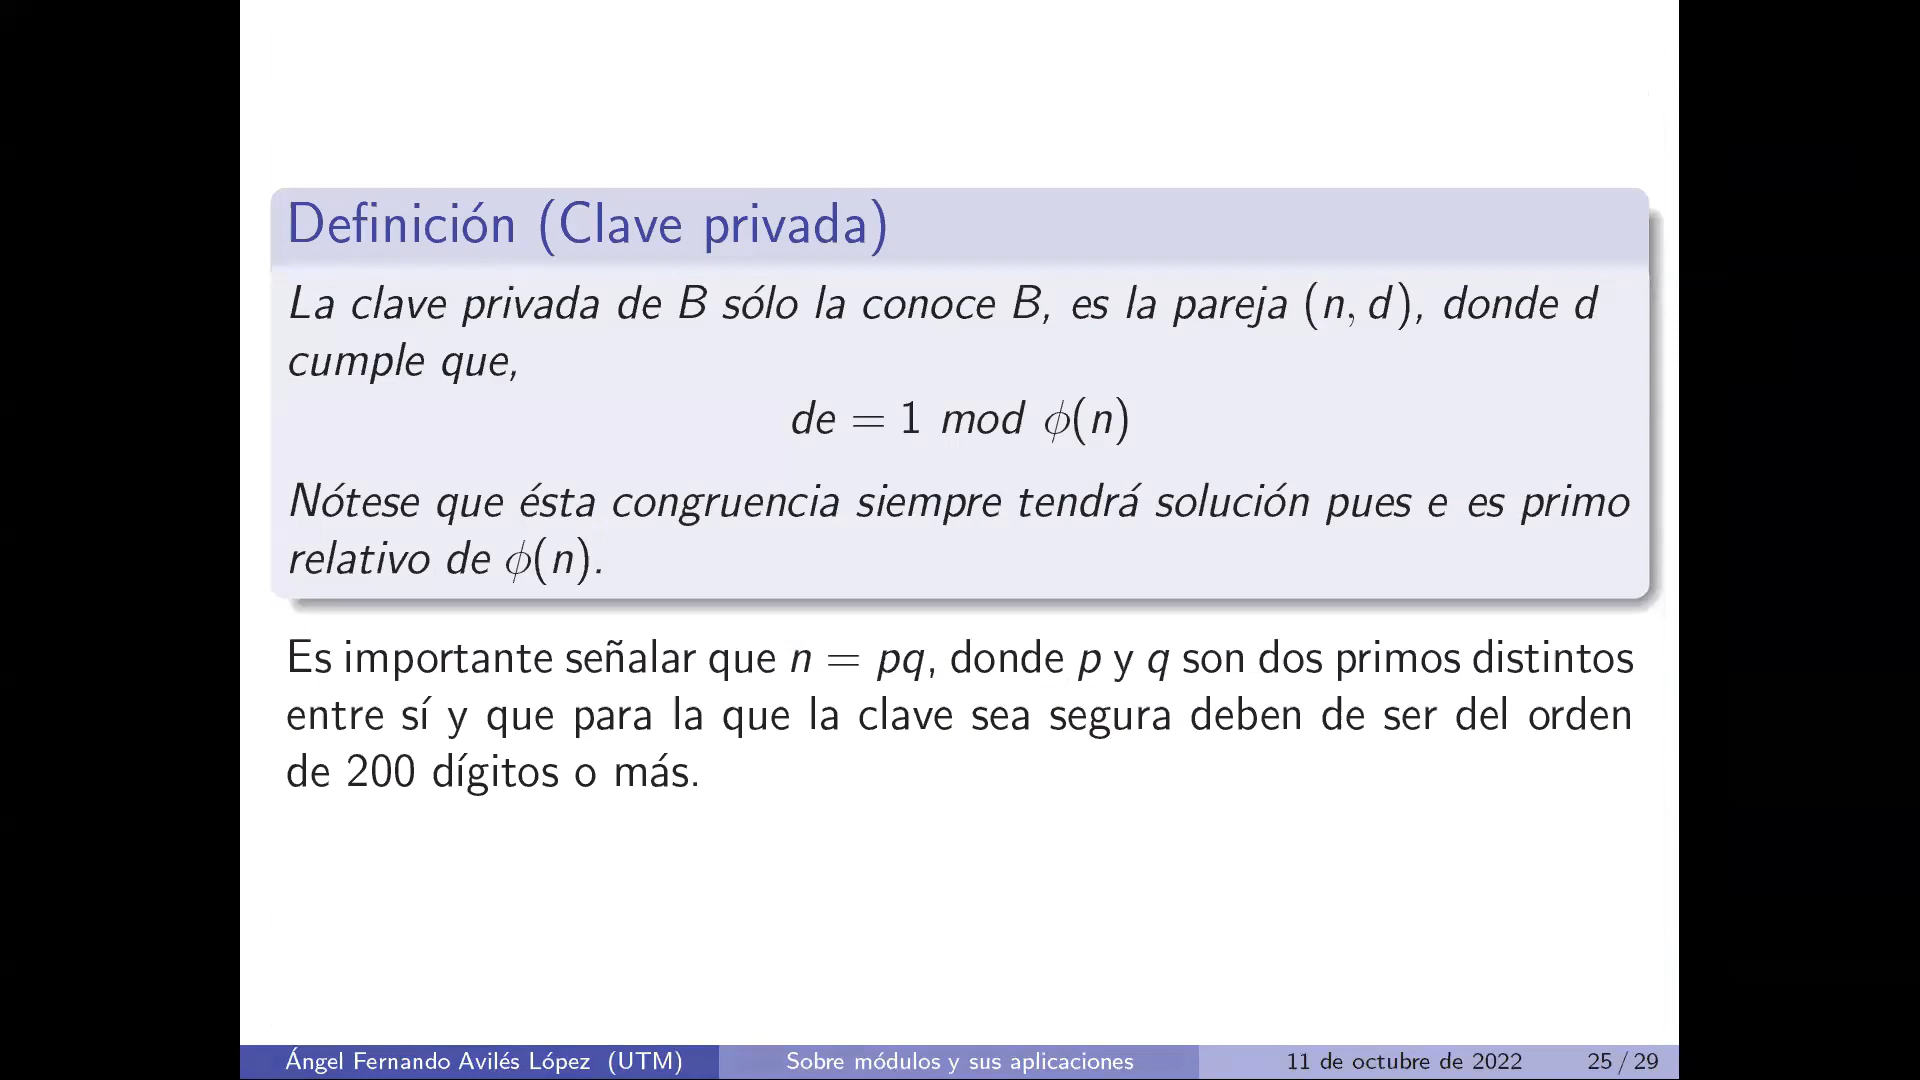 Definición (Clave privada)
La clave privada de B sólo la conoce B, es la pareja (n, d), donde d
cumple que,
de = 1 mod ϕ(n)
Nótese que ésta congruencia siempre tendrá solución pues e es primo
relativo de ϕ(n).
Es importante señalar que n = pq, donde p y q son dos primos distintos
entre sí y que para la que la clave sea segura deben de ser del orden
de 200 dígitos o más.
Ángel Fernando Avilés López (UTM) Sobre módulos y sus aplicaciones 11 de octubre de 2022 25 / 29